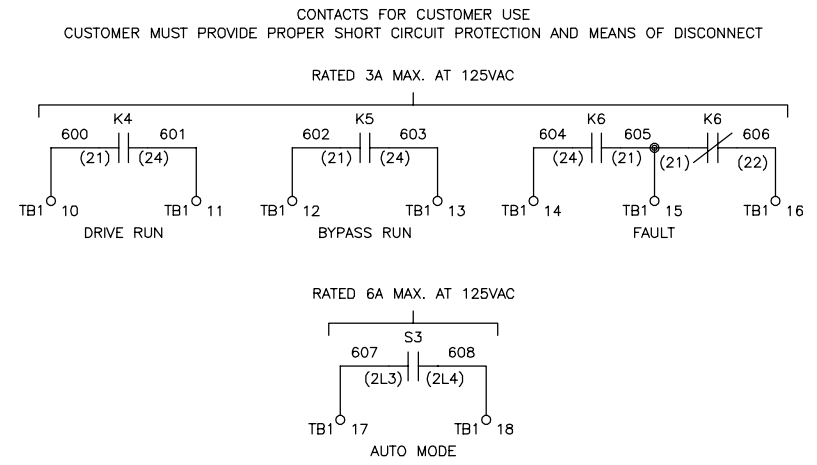 CONTACTS FOR CUSTOMER USE
CUSTOMER MUST PROVIDE PROPER SHORT CIRCUIT PROTECTION AND MEANS OF DISCONNECT
RATED 3A MAX. AT 125VAC
K4 K5 K6 K6
600 601 602 603 604 605 606
(21) (24) (21) (24) (24) (21) (21) (22)
TB1 10 TB1 11 TB1 12 TB1 13 TB1 14 TB1 15 TB1 16
DRIVE RUN BYPASS RUN FAULT
RATED 6A MAX. AT 125VAC
S3
607 608
(2L3) (2L4)
TB1 17 TB1 18
AUTO MODE